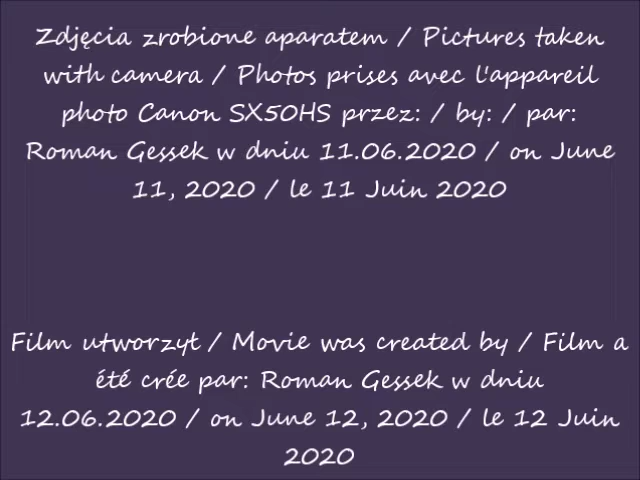 Zdjęcia zrobione aparatem / Pictures taken
with camera / Photos prises avec l'appareil
photo Canon SX50HS przez: / by: / par:
Roman Gessek w dniu 11.06.2020 / on June
11, 2020 / le 11 Juin 2020
Film utworzył / Movie was created by / Film a
été crée par: Roman Gessek w dniu
12.06.2020 / on June 12, 2020 / le 12 Juin
2020